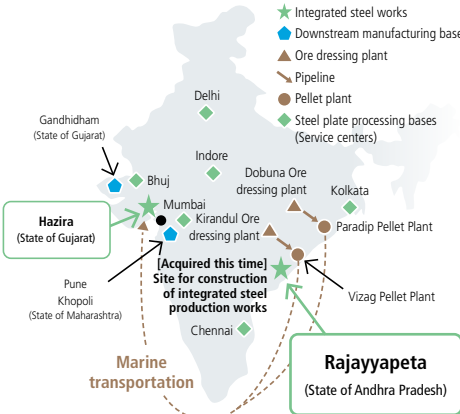 Integrated steel works
Downstream manufacturing base
Ore dressing plant
Pipeline
Pellet plant
Steel plate processing bases
(Service centers)
Delhi
Gandhidham
(State of Gujarat)
Indore
Dobuna Ore
dressing plant
Bhuj
Kolkata
Hazira
(State of Gujarat)
Mumbai
Kirandul Ore
dressing plant
Paradip Pellet Plant
[Acquired this time]
Site for construction
of integrated steel
production works
Pune
Khopoli
(State of Maharashtra)
Vizag Pellet Plant
Chennai
Marine
transportation
Rajayyapeta
(State of Andhra Pradesh)